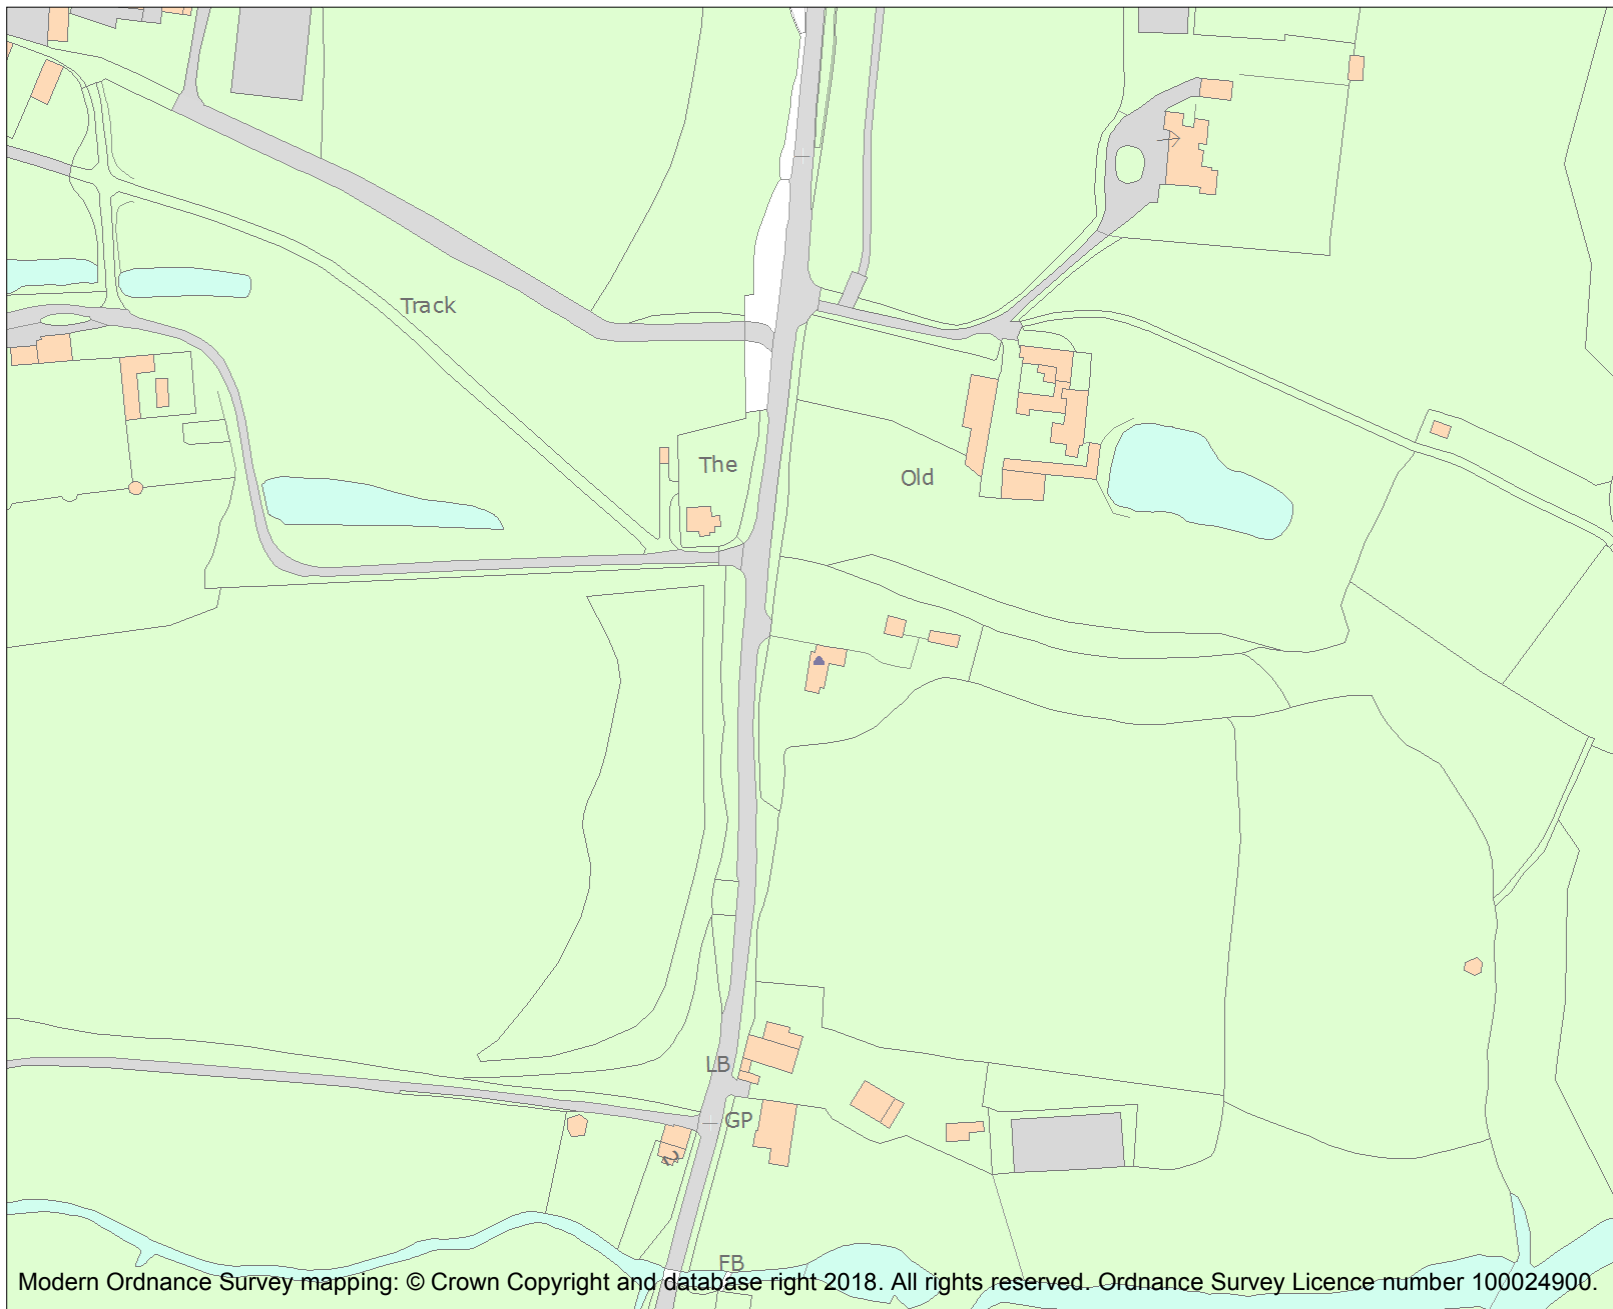 Track
The
Old
LB
GP
2
FB
Modern Ordnance Survey mapping: © Crown Copyright and database right 2018. All rights reserved. Ordnance Survey Licence number 100024900.